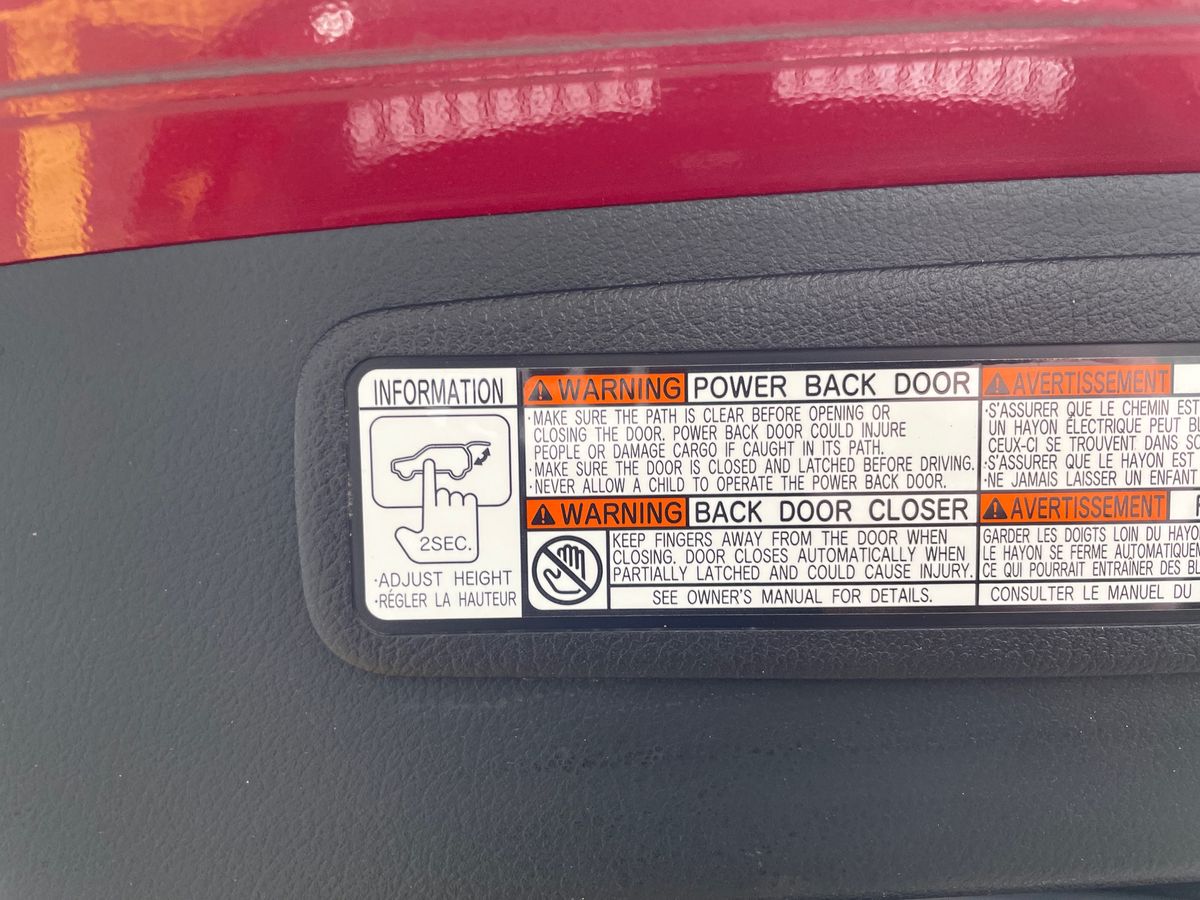 INFORMATION
2SEC.
·ADJUST HEIGHT
·RÉGLER LA HAUTEUR
WARNING POWER BACK DOOR
·MAKE SURE THE PATH IS CLEAR BEFORE OPENING OR
CLOSING THE DOOR. POWER BACK DOOR COULD INJURE
PEOPLE OR DAMAGE CARGO IF CAUGHT IN ITS PATH.
·MAKE SURE THE DOOR IS CLOSED AND LATCHED BEFORE DRIVING.
·NEVER ALLOW A CHILD TO OPERATE THE POWER BACK DOOR.
WARNING BACK DOOR CLOSER
KEEP FINGERS AWAY FROM THE DOOR WHEN
CLOSING. DOOR CLOSES AUTOMATICALLY WHEN
PARTIALLY LATCHED AND COULD CAUSE INJURY.
SEE OWNER'S MANUAL FOR DETAILS.
AVERTISSEMENT
·S'ASSURER QUE LE CHEMIN EST
UN HAYON ÉLECTRIQUE PEUT
CEUX-CI SE TROUVENT DANS
·S'ASSURER QUE LE HAYON EST
·NE JAMAIS LAISSER UN ENFANT
AVERTISSEMENT
GARDER LES DOIGTS LOIN DU
LE HAYON SE FERME
CE QUI POURRAIT ENTRAÎNER DES
CONSULTER LE MANUEL DU